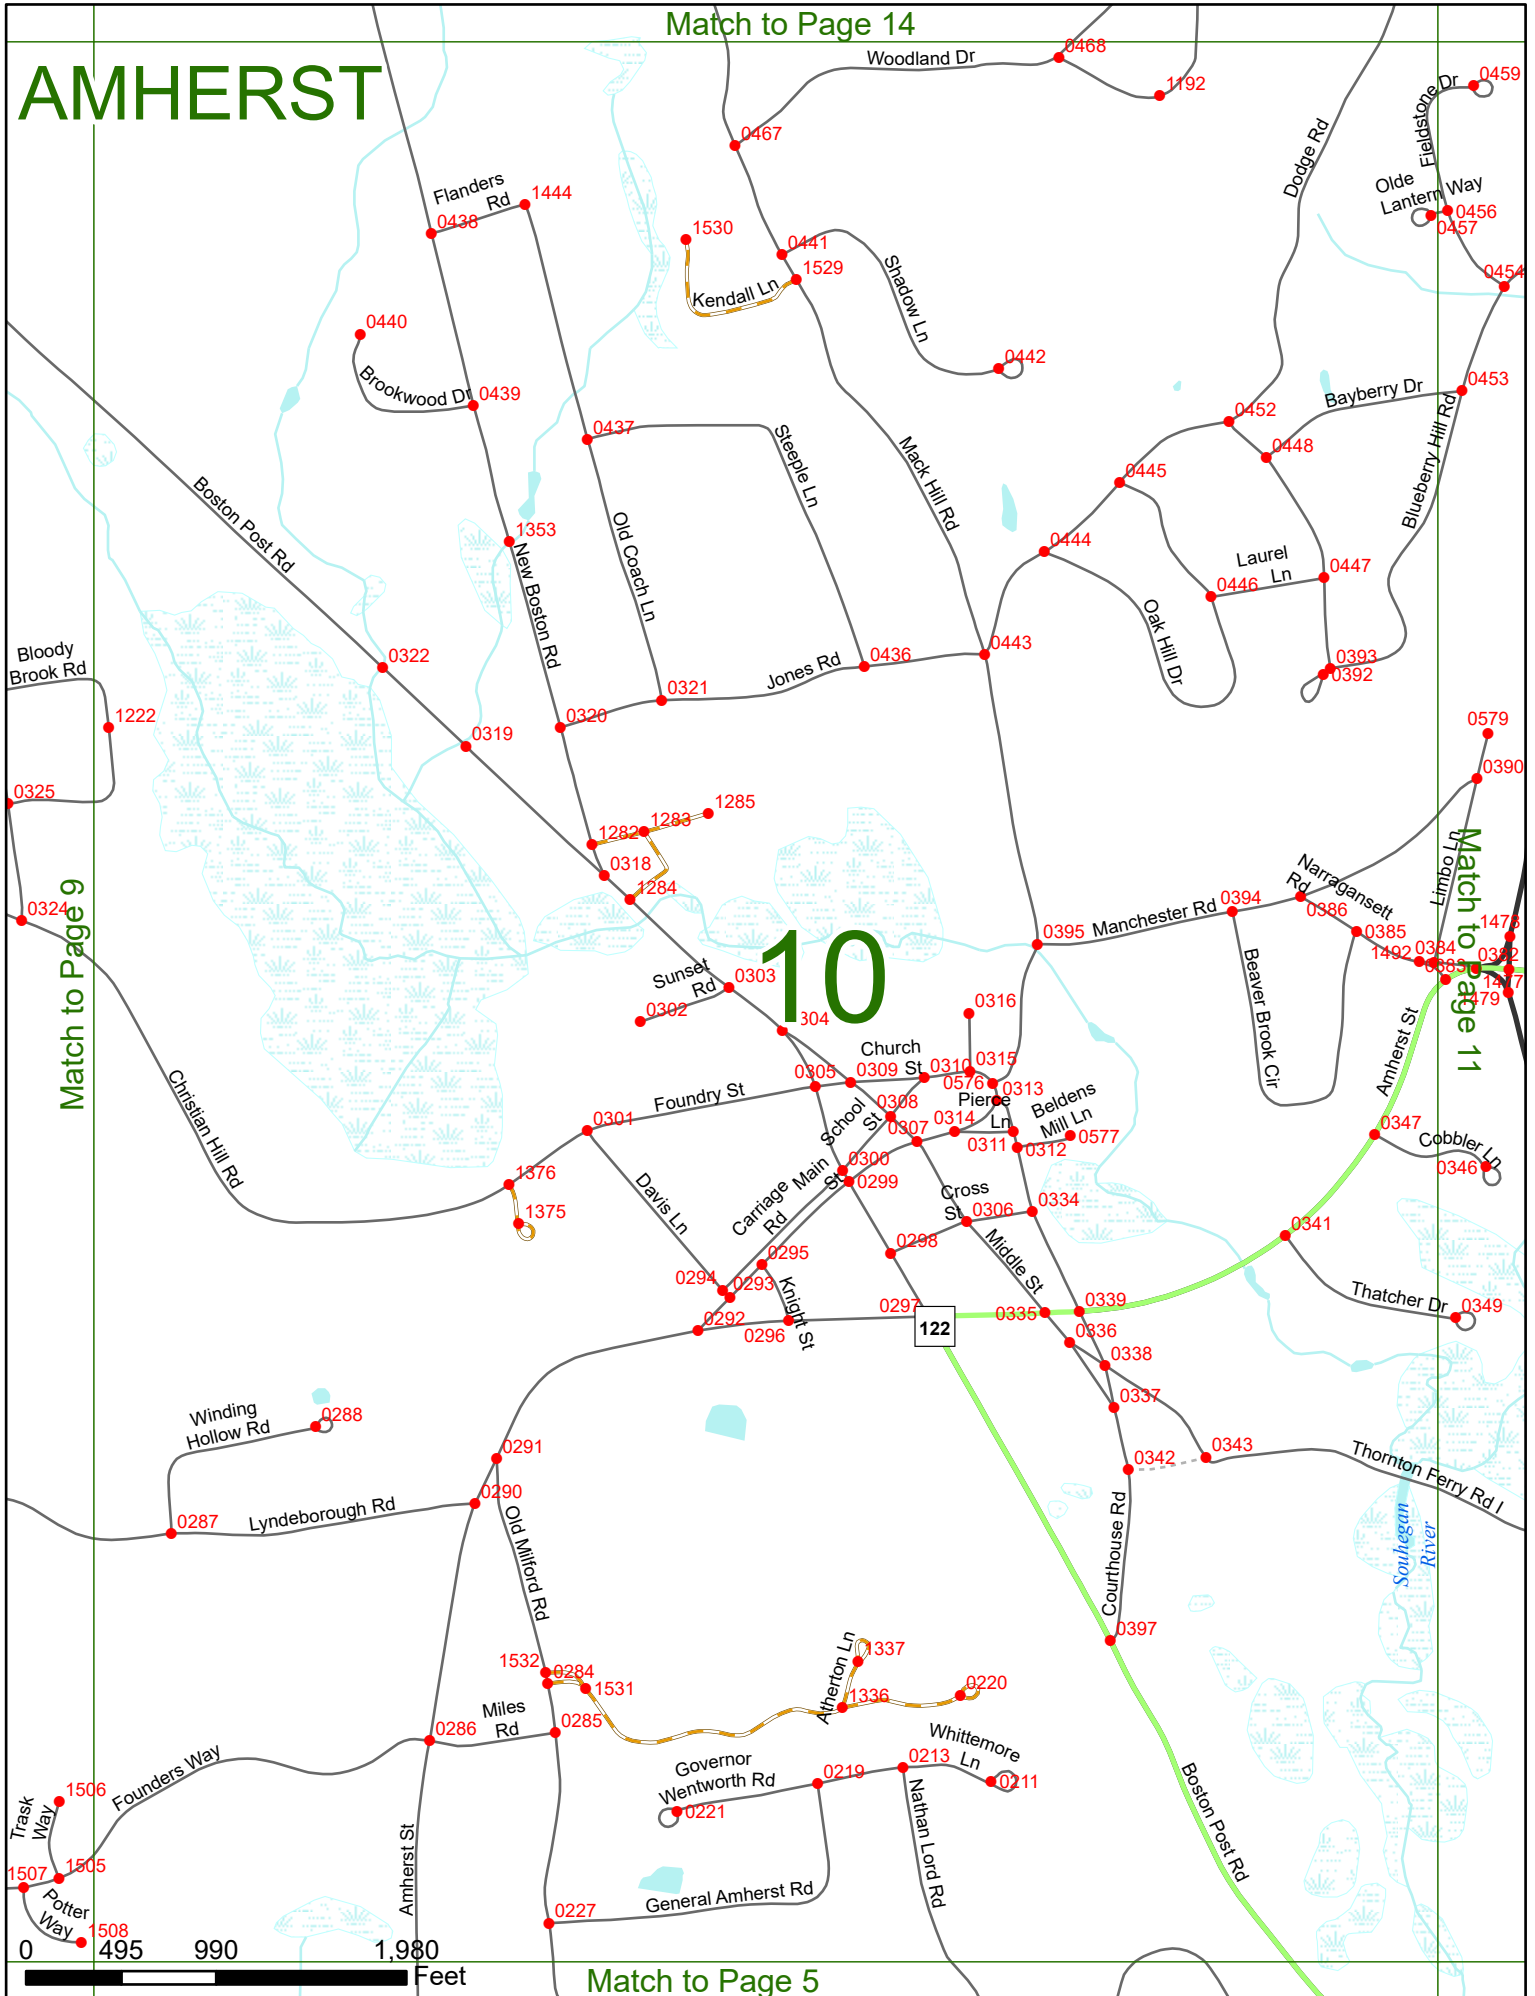 Match to Page 14
AMHERST
Woodland Dr
0468
1192
0459
Fieldstone Dr
0467
Dodge Rd
Flanders
Rd
1444
0438
Olde
Lantern Way
0456
0457
1530
0441
1529
Kendall Ln
Shadow Ln
0454
0440
Brookwood Dr
0439
0442
0453
Bayberry Dr
0452
0448
Blueberry Hill Rd
0437
Steeple Ln
Mack Hill Rd
0445
Boston Post Rd
1353
New Boston Rd
Old Coach Ln
0444
Laurel
Ln
0447
0446
Oak Hill Dr
Bloody
Brook Rd
0322
0443
0436
Jones Rd
0393
0392
0321
1222
0320
0319
0579
0390
0325
1285
1283
1282
0318
1284
Limbo Ln
Match to Page 11
Match to Page 9
0324
Narragansett
Rd
0394
0386
0385
Manchester Rd
0395
10
1478
0384
1492
0382
0383
1477
1479
Sunset
Rd
0303
0302
304
Beaver Brook Cir
0316
Amherst St
Church
St
0310
0315
0305
0309
0576
0313
Christian Hill Rd
Foundry St
School
St
0308
Pierce
Ln
Beldens
Mill Ln
0301
0314
0307
0311
0312
0577
0347
Cobbler Ln
0346
1376
1375
Davis Ln
Carriage
Rd
Main
St
0300
0299
Cross
St
0306
0334
0341
0298
Middle St
0295
0294
0293
Knight St
0292
0296
0297
122
0335
0339
0336
0338
0337
Thatcher Dr
0349
Winding
Hollow Rd
0288
0291
0342
0343
Thornton Ferry Rd I
0290
0287
Lyndeborough Rd
Old Milford Rd
Courthouse Rd
Souhegan
River
0397
1532
0284
1531
Atherton Ln
1337
1336
0220
Miles
Rd
0286
0285
Whittemore
Ln
Governor
Wentworth Rd
0219
0213
0211
0221
Founders Way
1506
Trask
Way
1505
1507
Potter
Way
1508
Amherst St
Nathan Lord Rd
Boston Post Rd
General Amherst Rd
0227
0 495 990 1,980
Feet
Match to Page 5